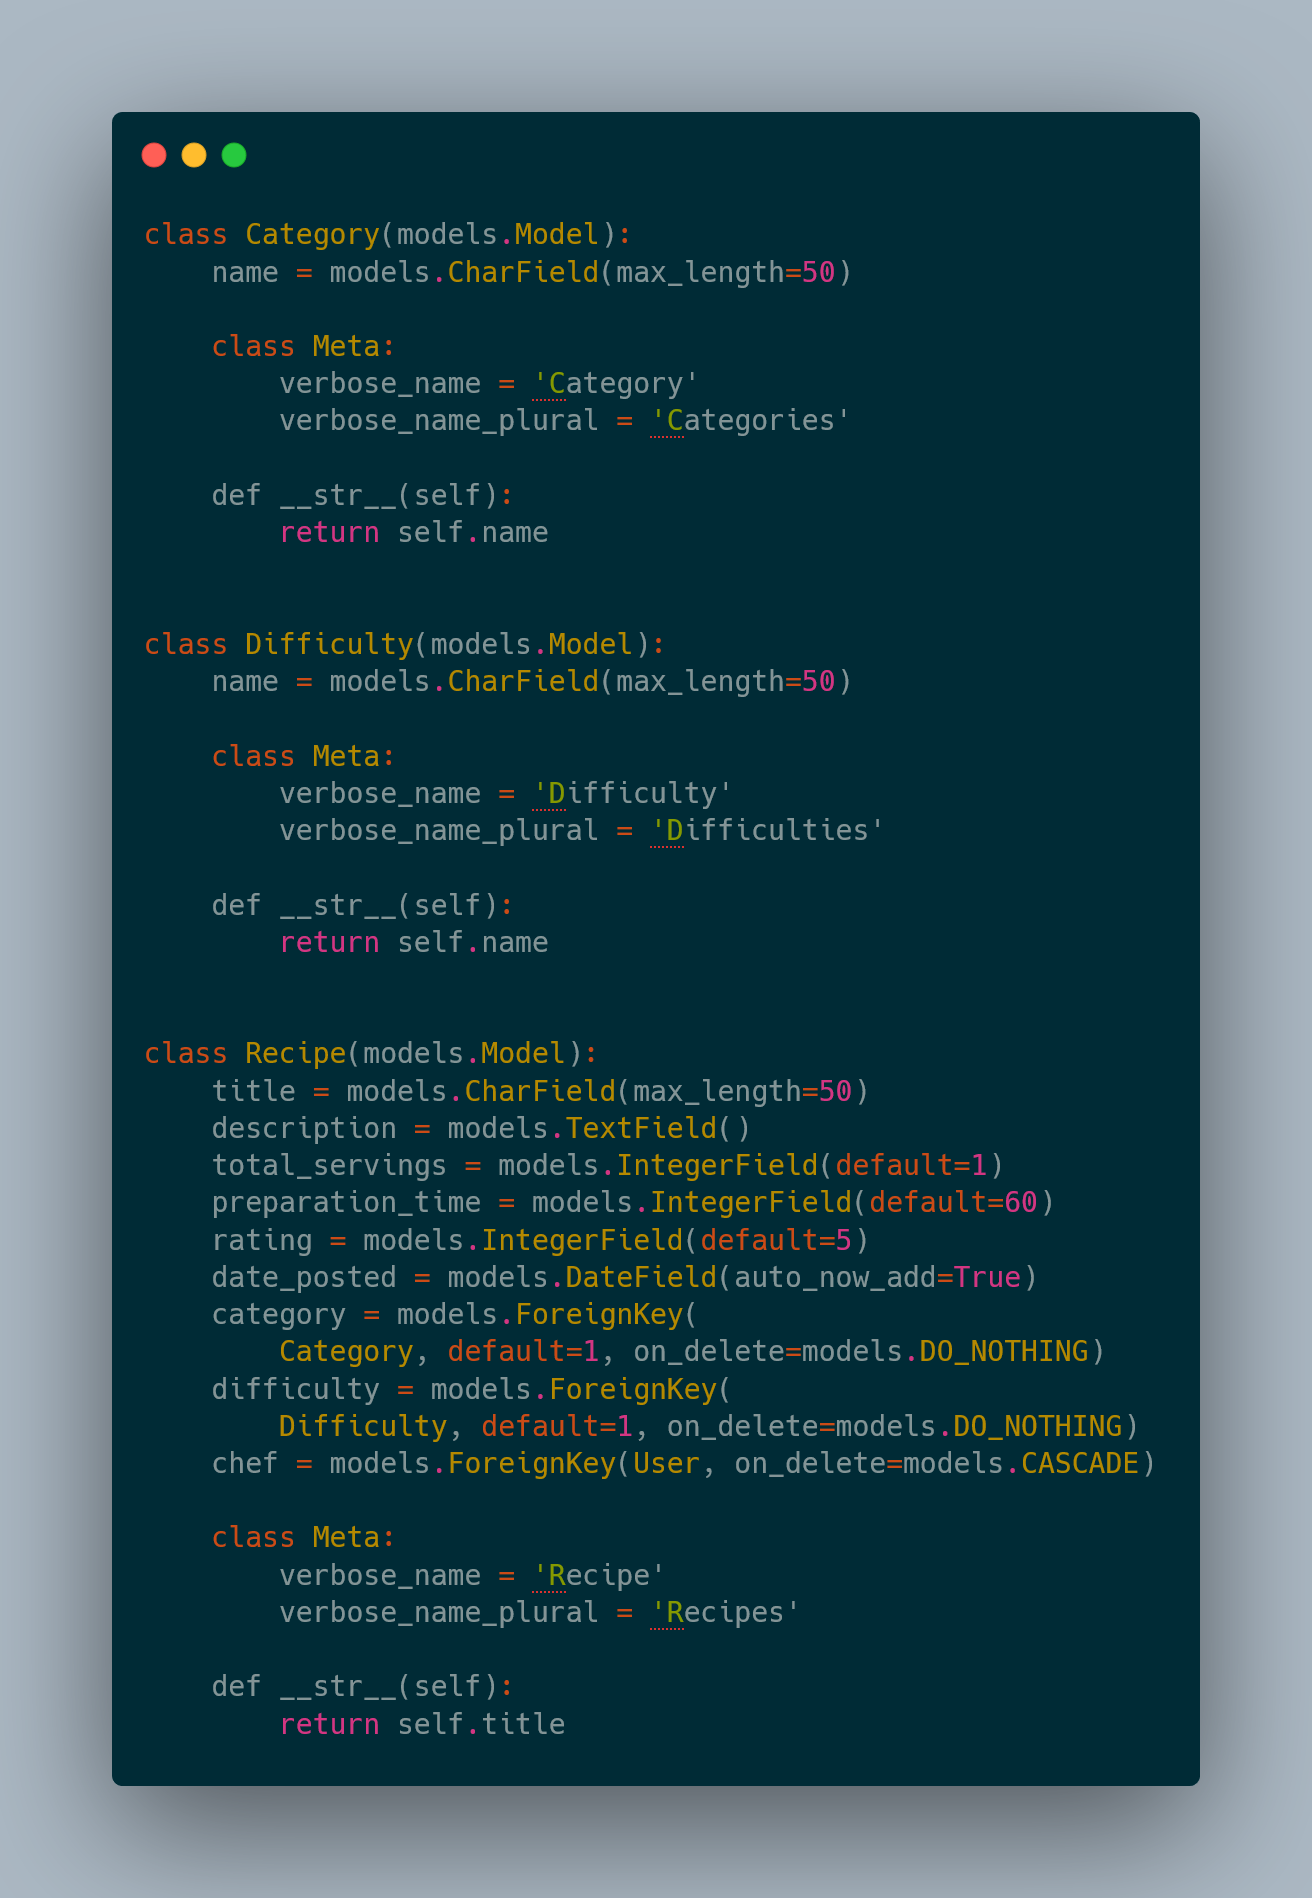 class Category(models.Model):
    name = models.CharField(max_length=50)

    class Meta:
        verbose_name = 'Category'
        verbose_name_plural = 'Categories'

    def __str__(self):
        return self.name


class Difficulty(models.Model):
    name = models.CharField(max_length=50)

    class Meta:
        verbose_name = 'Difficulty'
        verbose_name_plural = 'Difficulties'

    def __str__(self):
        return self.name


class Recipe(models.Model):
    title = models.CharField(max_length=50)
    description = models.TextField()
    total_servings = models.IntegerField(default=1)
    preparation_time = models.IntegerField(default=60)
    rating = models.IntegerField(default=5)
    date_posted = models.DateField(auto_now_add=True)
    category = models.ForeignKey(
        Category, default=1, on_delete=models.DO_NOTHING)
    difficulty = models.ForeignKey(
        Difficulty, default=1, on_delete=models.DO_NOTHING)
    chef = models.ForeignKey(User, on_delete=models.CASCADE)

    class Meta:
        verbose_name = 'Recipe'
        verbose_name_plural = 'Recipes'

    def __str__(self):
        return self.title